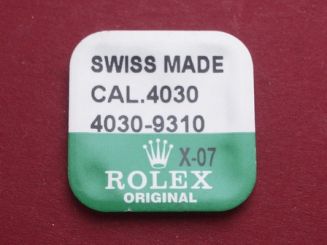 SWISS MADE
CAL.4030
4030-9310
X-07
ROLEX
ORIGINAL